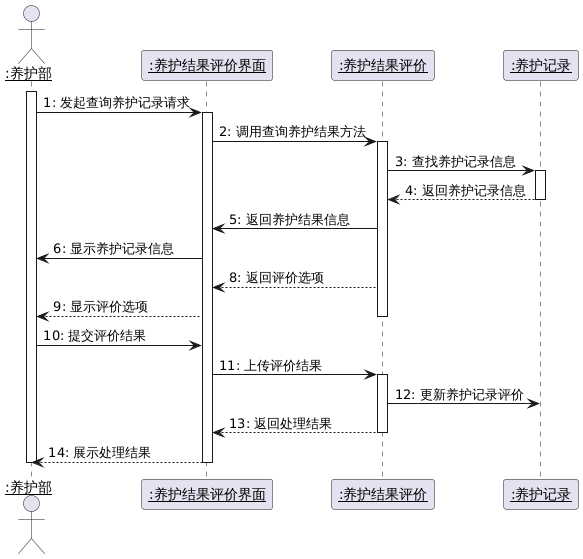 :养护部
:养护结果评价界面
:养护结果评价
:养护记录
1: 发起查询养护记录请求
2: 调用查询养护结果方法
3: 查找养护记录信息
4: 返回养护记录信息
5: 返回养护结果信息
6: 显示养护记录信息
8: 返回评价选项
9: 显示评价选项
10: 提交评价结果
11: 上传评价结果
12: 更新养护记录评价
13: 返回处理结果
14: 展示处理结果
:养护部
:养护结果评价界面
:养护结果评价
:养护记录